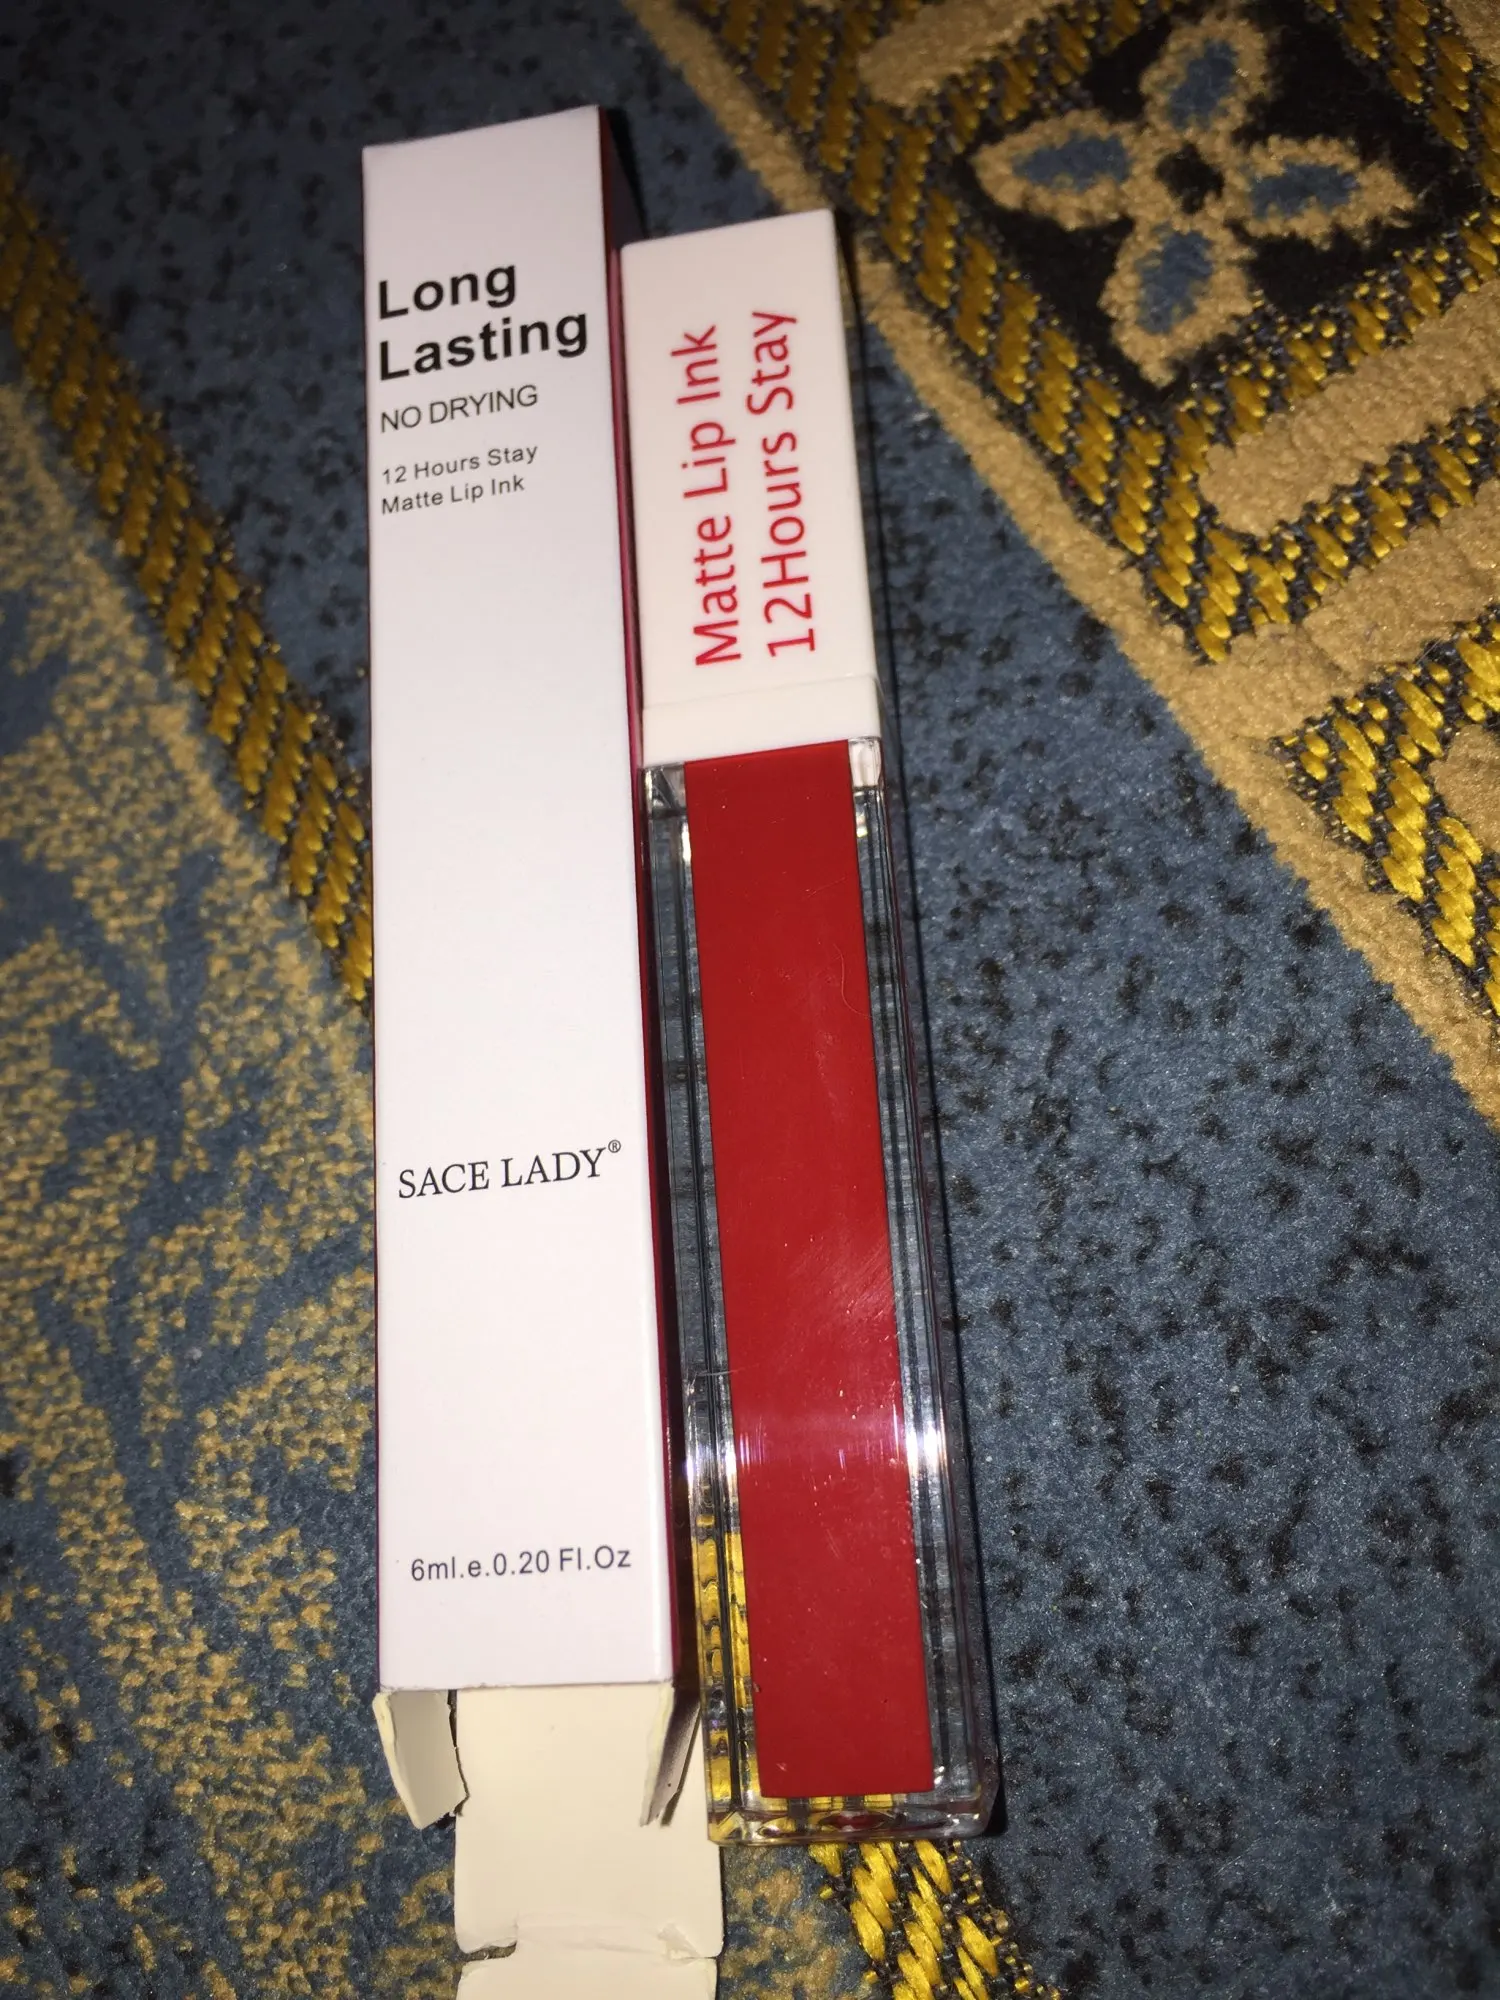 Long
Lasting
NO DRYING
12 Hours Stay
Matte Lip Ink
SACE LADY®
6ml.e.0.20 Fl.Oz
Matte Lip Ink
12Hours Stay